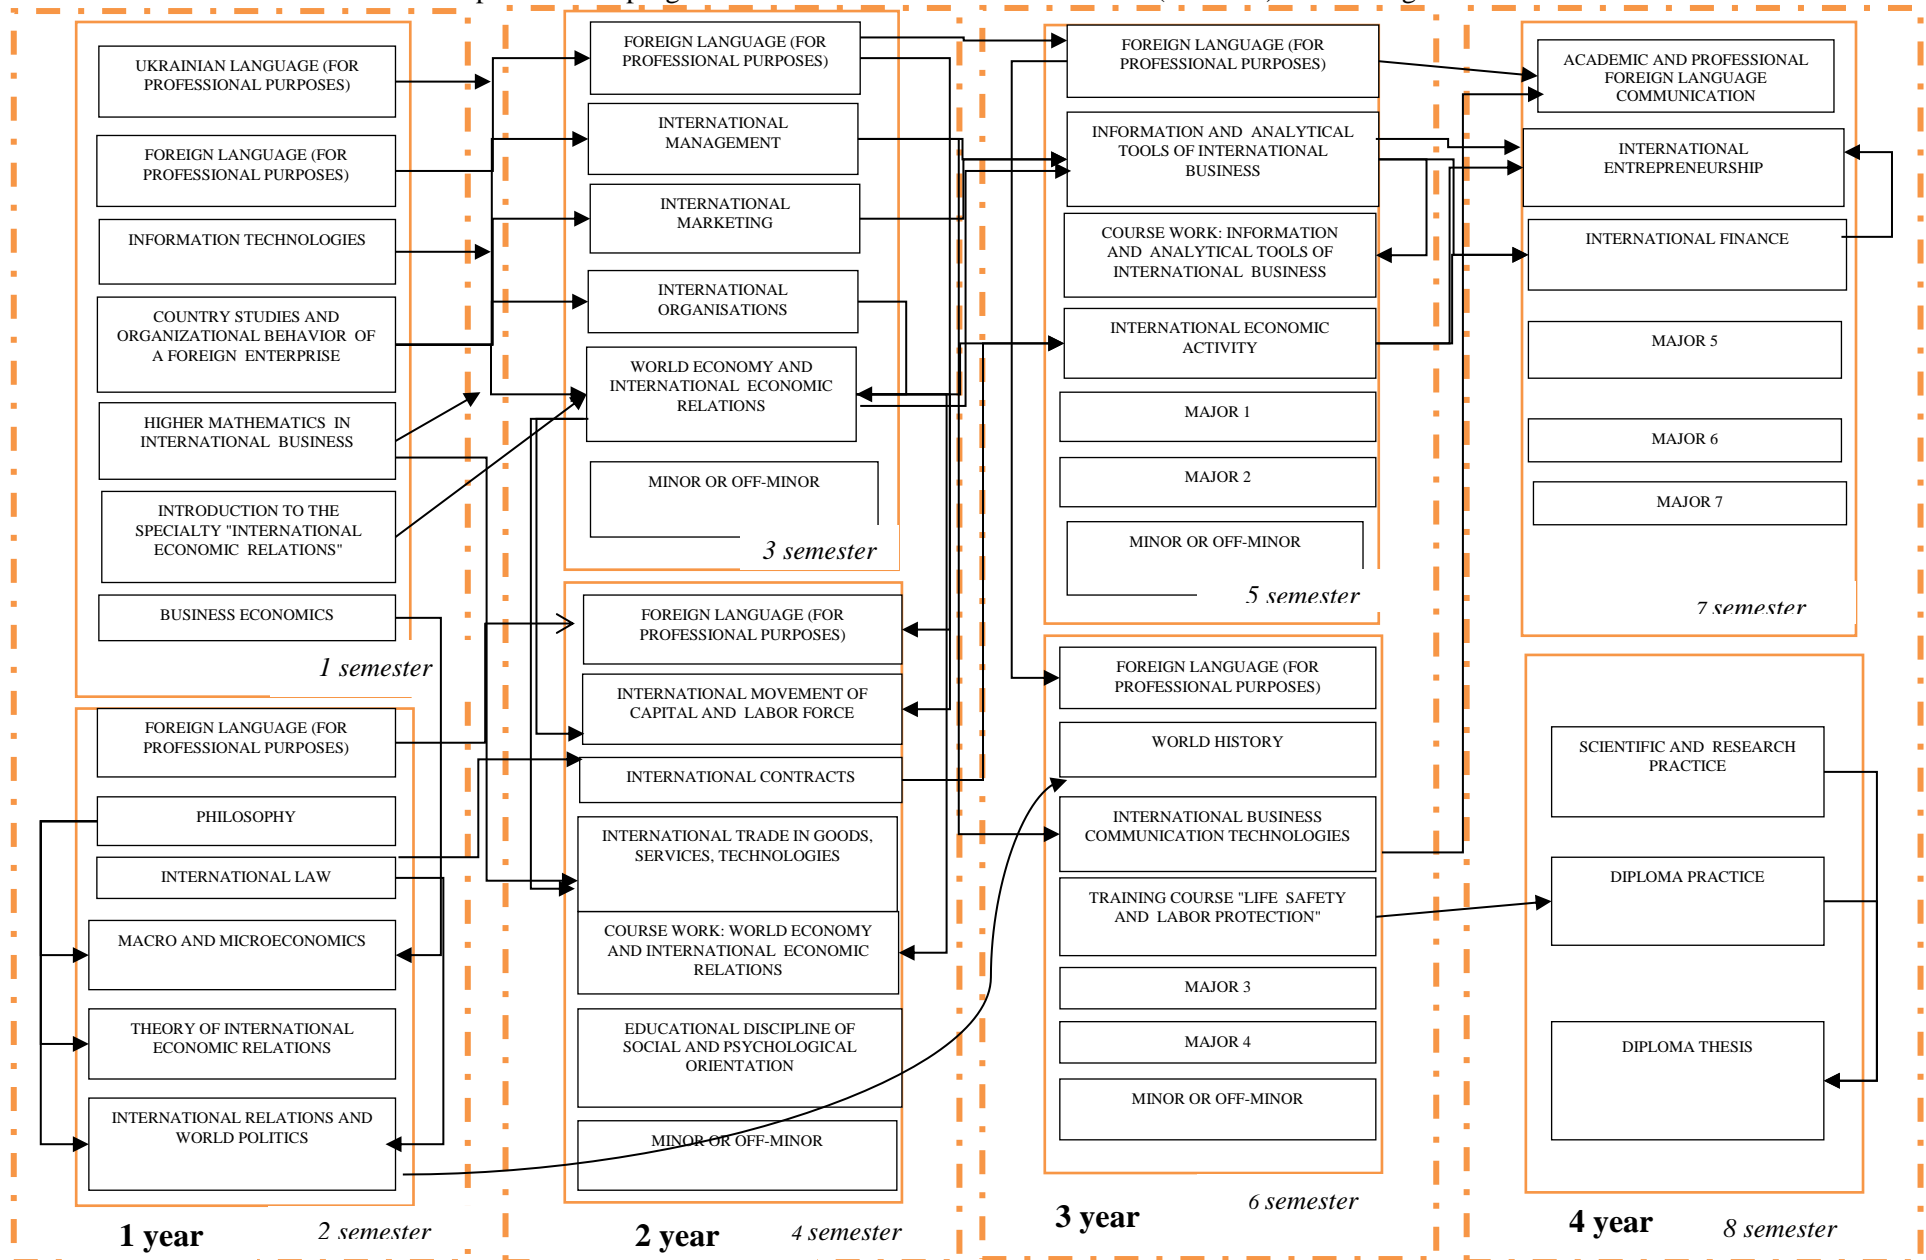 UKRAINIAN LANGUAGE (FOR
PROFESSIONAL PURPOSES)
FOREIGN LANGUAGE (FOR
PROFESSIONAL PURPOSES)
INFORMATION TECHNOLOGIES
COUNTRY STUDIES AND
ORGANIZATIONAL BEHAVIOR OF
A FOREIGN ENTERPRISE
HIGHER MATHEMATICS IN
INTERNATIONAL BUSINESS
INTRODUCTION TO THE
SPECIALTY "INTERNATIONAL
ECONOMIC RELATIONS"
BUSINESS ECONOMICS
1 semester
FOREIGN LANGUAGE (FOR
PROFESSIONAL PURPOSES)
PHILOSOPHY
INTERNATIONAL LAW
MACRO AND MICROECONOMICS
THEORY OF INTERNATIONAL
ECONOMIC RELATIONS
INTERNATIONAL RELATIONS AND
WORLD POLITICS
1 year
2 semester
FOREIGN LANGUAGE (FOR
PROFESSIONAL PURPOSES)
INTERNATIONAL
MANAGEMENT
INTERNATIONAL
MARKETING
INTERNATIONAL
ORGANISATIONS
WORLD ECONOMY AND
INTERNATIONAL ECONOMIC
RELATIONS
MINOR OR OFF-MINOR
3 semester
FOREIGN LANGUAGE (FOR
PROFESSIONAL PURPOSES)
INTERNATIONAL MOVEMENT OF
CAPITAL AND LABOR FORCE
INTERNATIONAL CONTRACTS
INTERNATIONAL TRADE IN GOODS,
SERVICES, TECHNOLOGIES
COURSE WORK: WORLD ECONOMY
AND INTERNATIONAL ECONOMIC
RELATIONS
EDUCATIONAL DISCIPLINE OF
SOCIAL AND PSYCHOLOGICAL
ORIENTATION
MINOR OR OFF-MINOR
2 year
4 semester
FOREIGN LANGUAGE (FOR
PROFESSIONAL PURPOSES)
INFORMATION AND ANALYTICAL
TOOLS OF INTERNATIONAL
BUSINESS
COURSE WORK: INFORMATION
AND ANALYTICAL TOOLS OF
INTERNATIONAL BUSINESS
INTERNATIONAL ECONOMIC
ACTIVITY
MAJOR 1
MAJOR 2
MINOR OR OFF-MINOR
5 semester
FOREIGN LANGUAGE (FOR
PROFESSIONAL PURPOSES)
WORLD HISTORY
INTERNATIONAL BUSINESS
COMMUNICATION TECHNOLOGIES
TRAINING COURSE "LIFE SAFETY
AND LABOR PROTECTION"
MAJOR 3
MAJOR 4
MINOR OR OFF-MINOR
3 year
6 semester
ACADEMIC AND PROFESSIONAL
FOREIGN LANGUAGE
COMMUNICATION
INTERNATIONAL
ENTREPRENEURSHIP
INTERNATIONAL FINANCE
MAJOR 5
MAJOR 6
MAJOR 7
7 semester
SCIENTIFIC AND RESEARCH
PRACTICE
DIPLOMA PRACTICE
DIPLOMA THESIS
4 year
8 semester